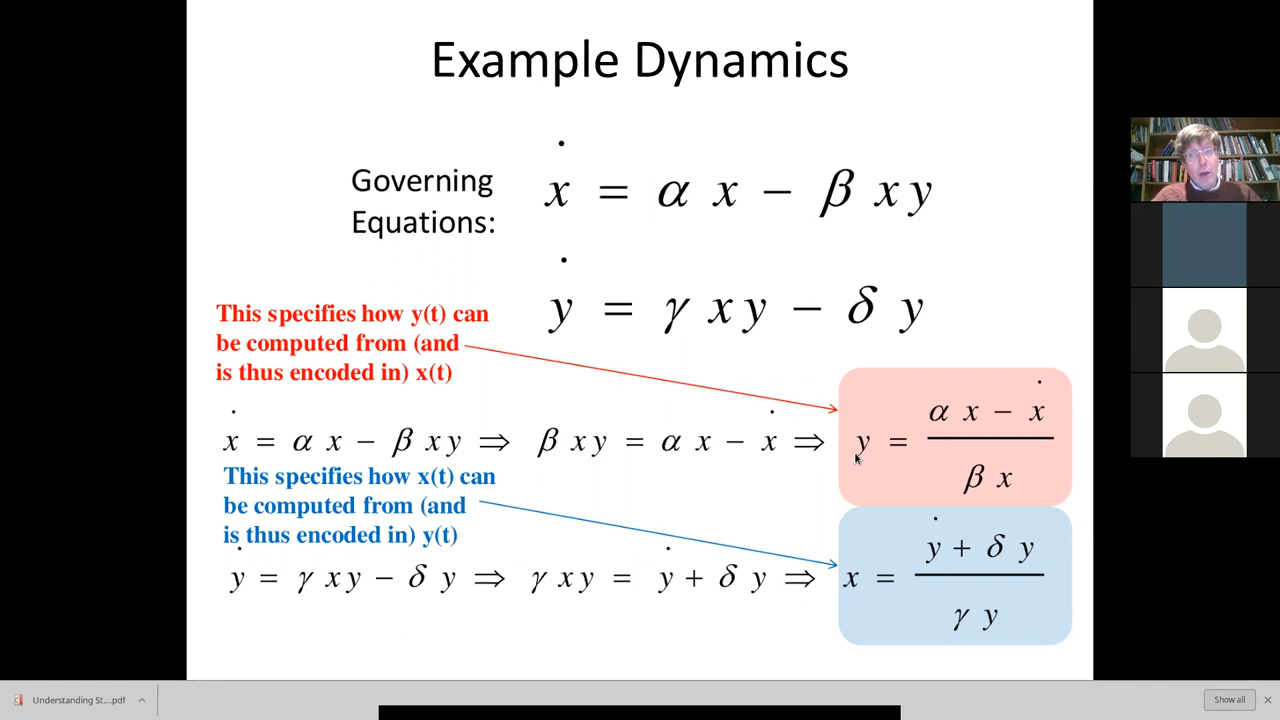 Example Dynamics
Governing
Equations:
ẋ = α x − β x y
ẏ = γ x y − δ y
This specifies how y(t) can
be computed from (and
is thus encoded in) x(t)
ẋ = α x − β x y ⇒ β x y = α x − ẋ ⇒ y = (α x − ẋ) / (β x)
This specifies how x(t) can
be computed from (and
is thus encoded in) y(t)
ẏ = γ x y − δ y ⇒ γ x y = ẏ + δ y ⇒ x = (ẏ + δ y) / (γ y)
Understanding St....pdf
Show all